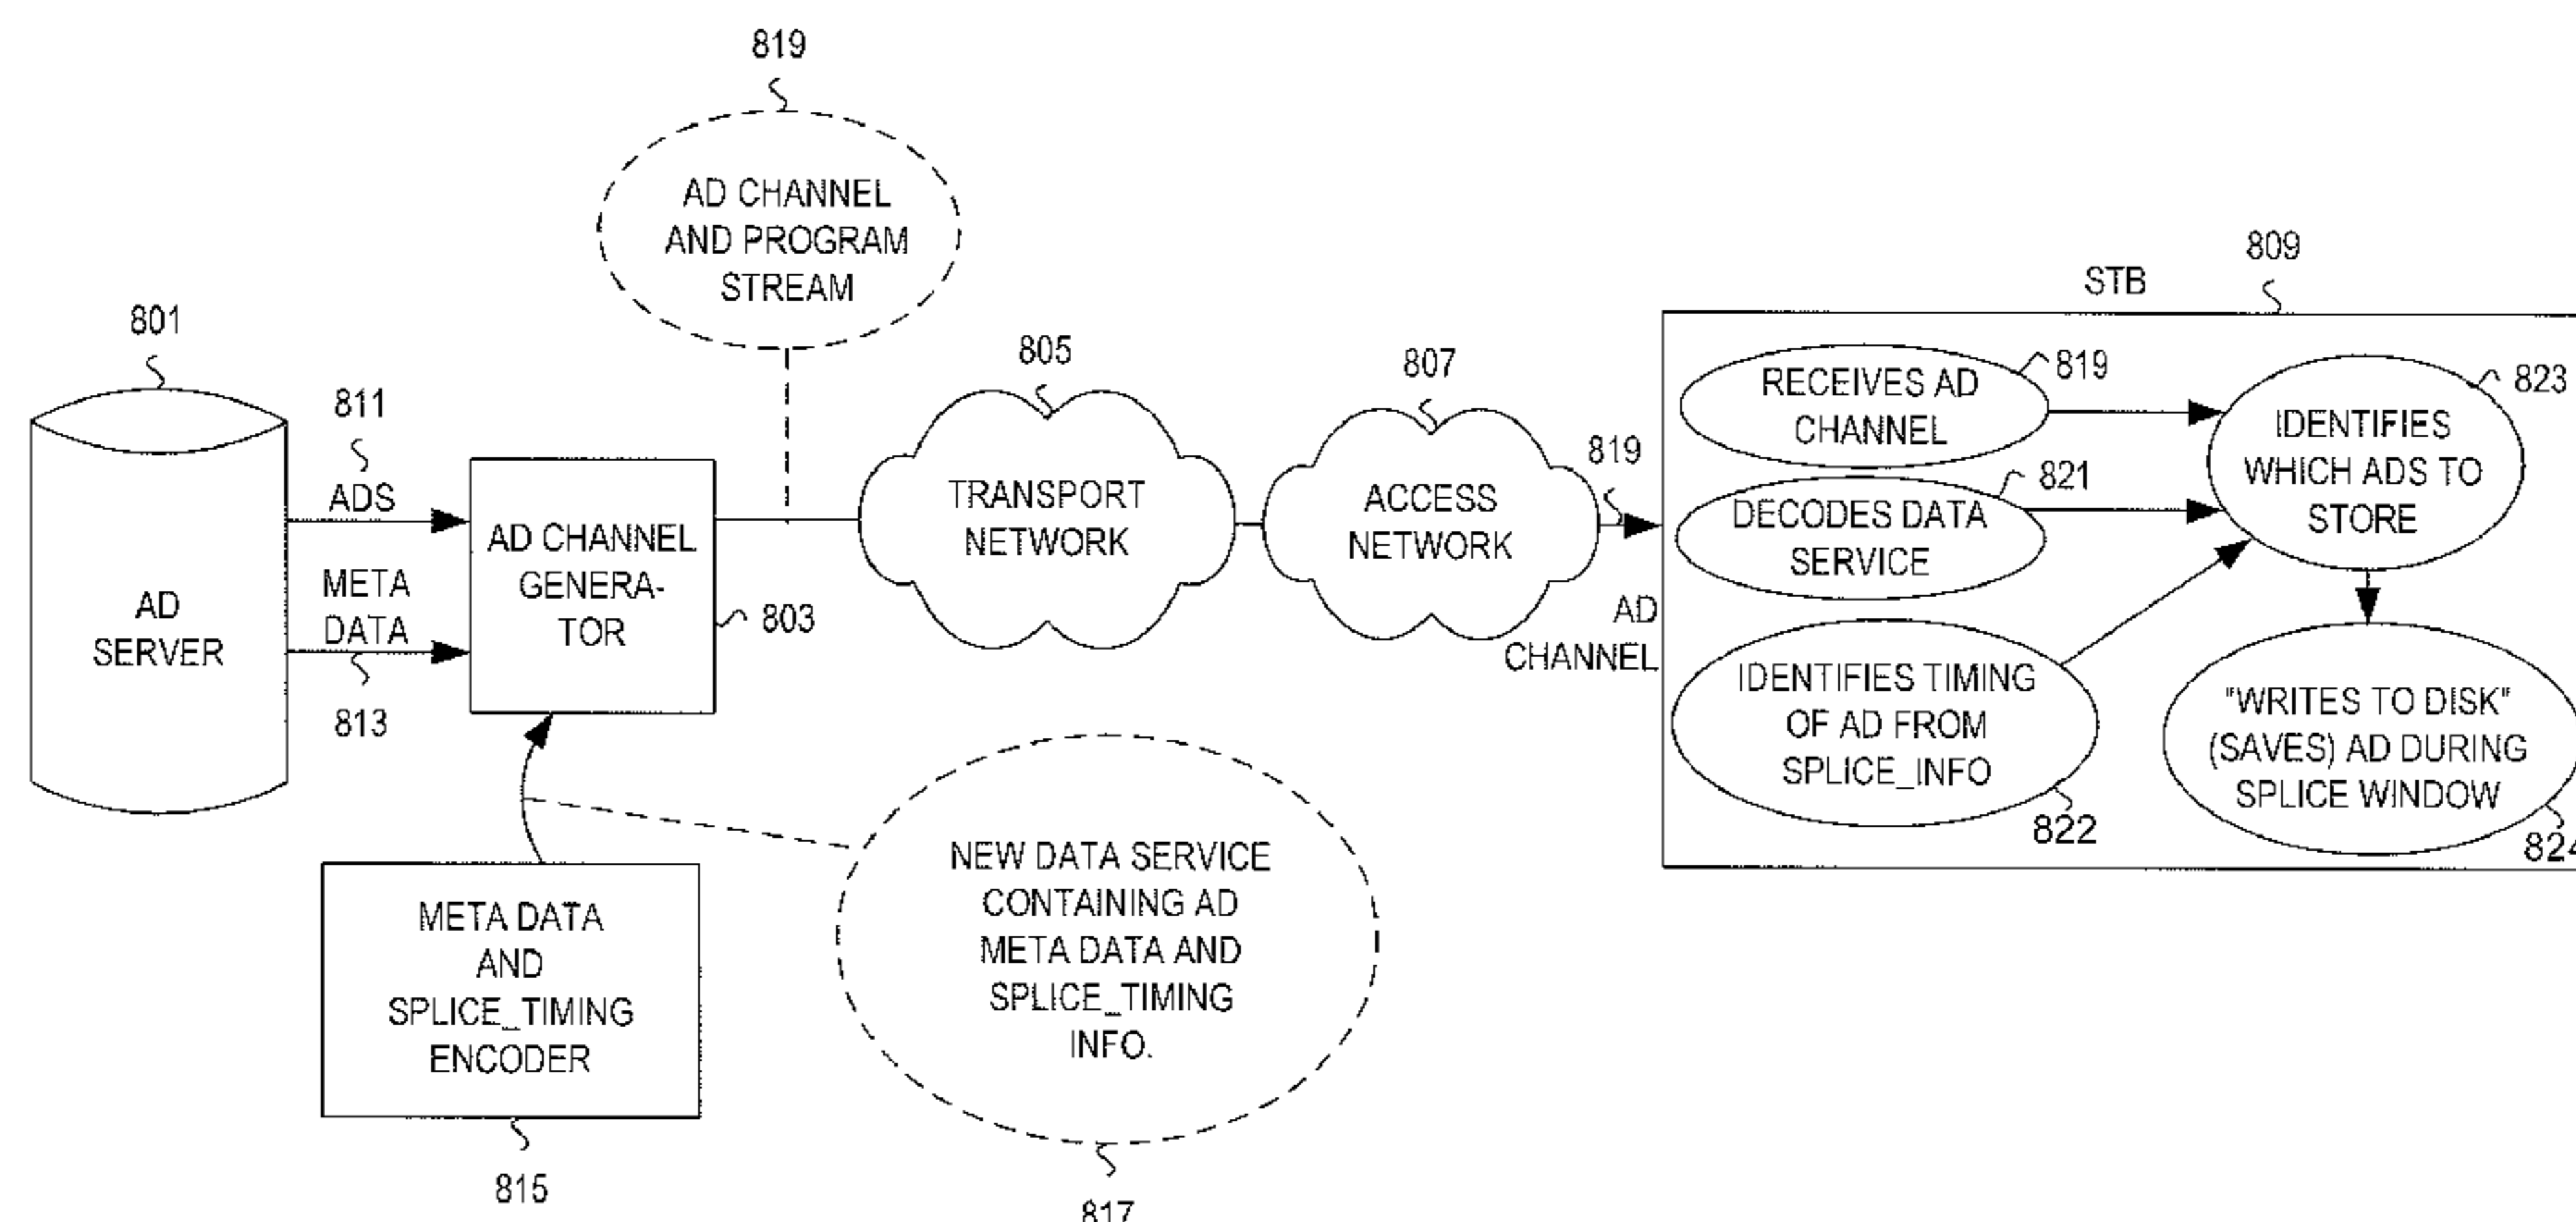 819
AD CHANNEL
AND PROGRAM
STREAM
801
AD
SERVER
811
ADS
META
DATA
813
AD CHANNEL
GENERA-
TOR
803
META DATA
AND
SPLICE_TIMING
ENCODER
815
NEW DATA SERVICE
CONTAINING AD
META DATA AND
SPLICE_TIMING
INFO.
817
805
TRANSPORT
NETWORK
807
ACCESS
NETWORK
819
AD
CHANNEL
STB
809
RECEIVES AD
CHANNEL
819
DECODES DATA
SERVICE
821
IDENTIFIES TIMING
OF AD FROM
SPLICE_INFO
822
IDENTIFIES
WHICH ADS TO
STORE
823
"WRITES TO DISK"
(SAVES) AD DURING
SPLICE WINDOW
824